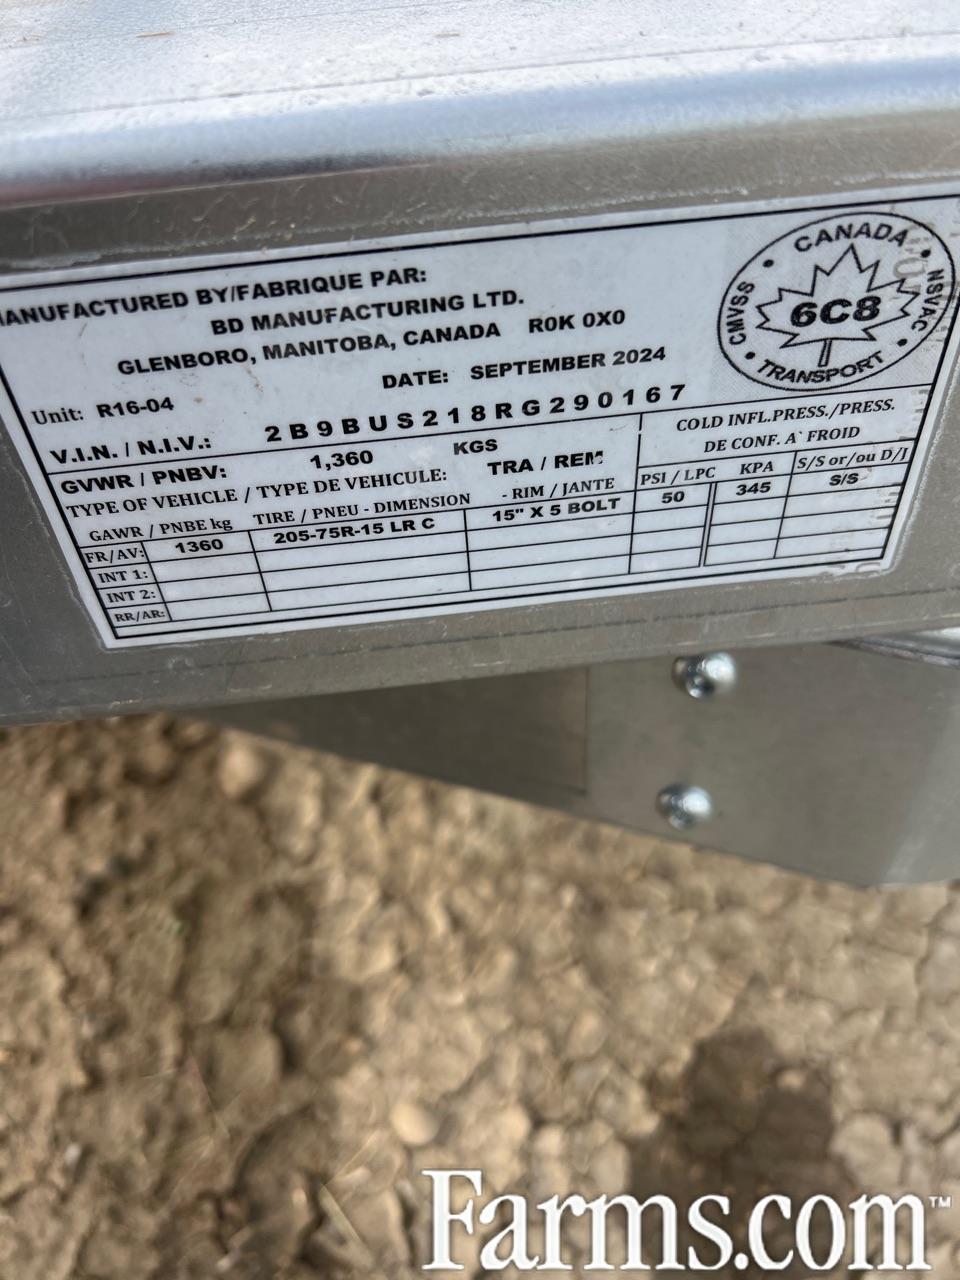 MANUFACTURED BY/FABRIQUE PAR:
BD MANUFACTURING LTD.
GLENBORO, MANITOBA, CANADA R0K 0X0
DATE: SEPTEMBER 2024
Unit: R16-04
V.I.N. / N.I.V.: 2B9BUS218RG290167
GVWR / PNBV: 1,360 KGS
TYPE OF VEHICLE / TYPE DE VEHICULE: TRA / REM
COLD INFL.PRESS./PRESS.
DE CONF. A` FROID
GAWR / PNBE kg TIRE / PNEU - DIMENSION - RIM / JANTE PSI / LPC KPA S/S or/ou D/I
FR/AV: 1360 205-75R-15 LR C 15" X 5 BOLT 50 345 S/S
INT 1:
INT 2:
RR/AR:
CANADA
CMVSS 6C8 NSVAC
TRANSPORT
Farms.com™